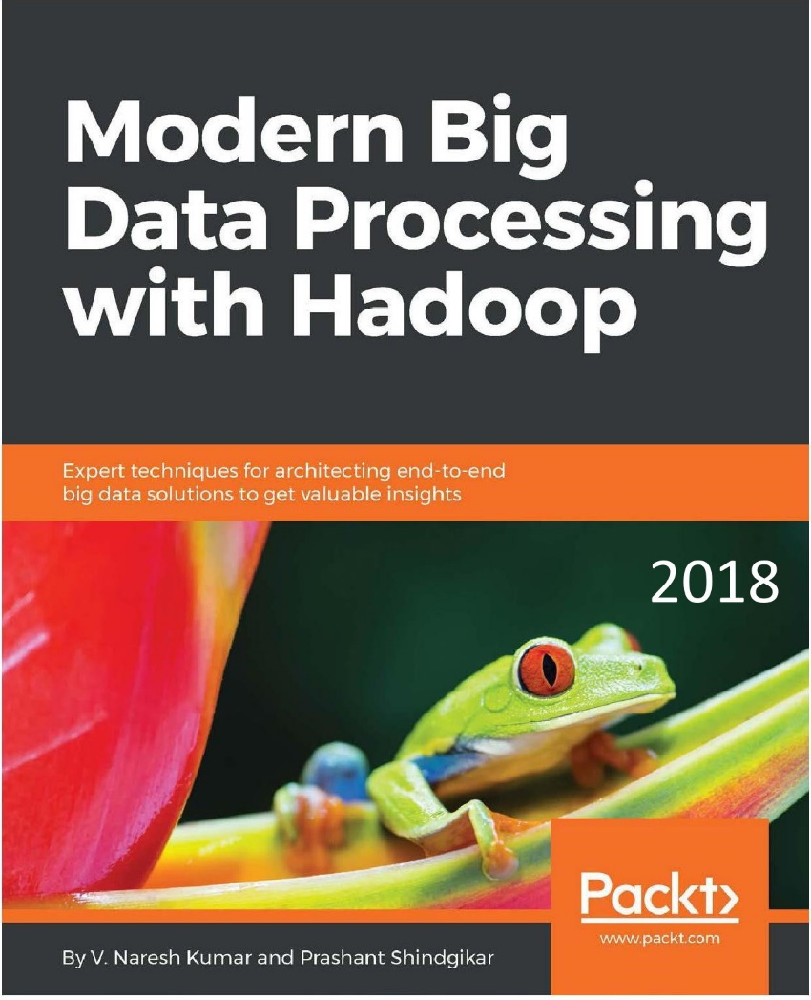 Modern Big
Data Processing
with Hadoop
Expert techniques for architecting end-to-end
big data solutions to get valuable insights
2018
Packt>
www.packt.com
By V. Naresh Kumar and Prashant Shindgikar